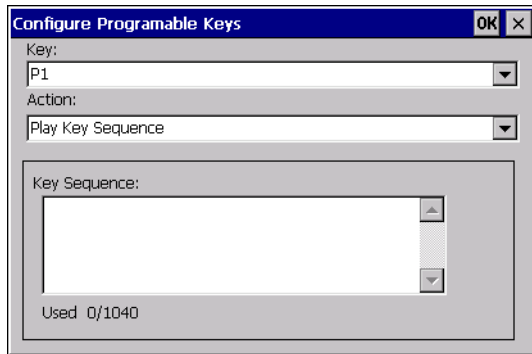 Configure Programable Keys OK ×
Key:
P1
Action:
Play Key Sequence
Key Sequence:
Used 0/1040